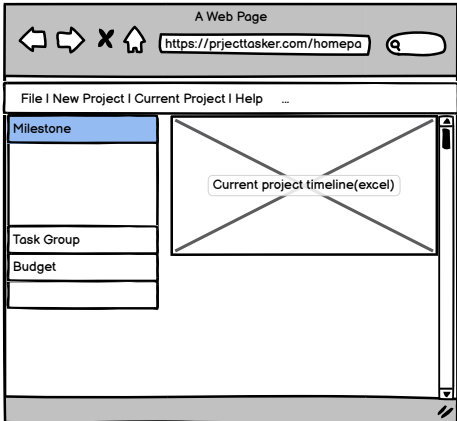 A Web Page
https://prjecttasker.com/homepa
File | New Project | Current Project | Help ...
Milestone
Current project timeline(excel)
Task Group
Budget